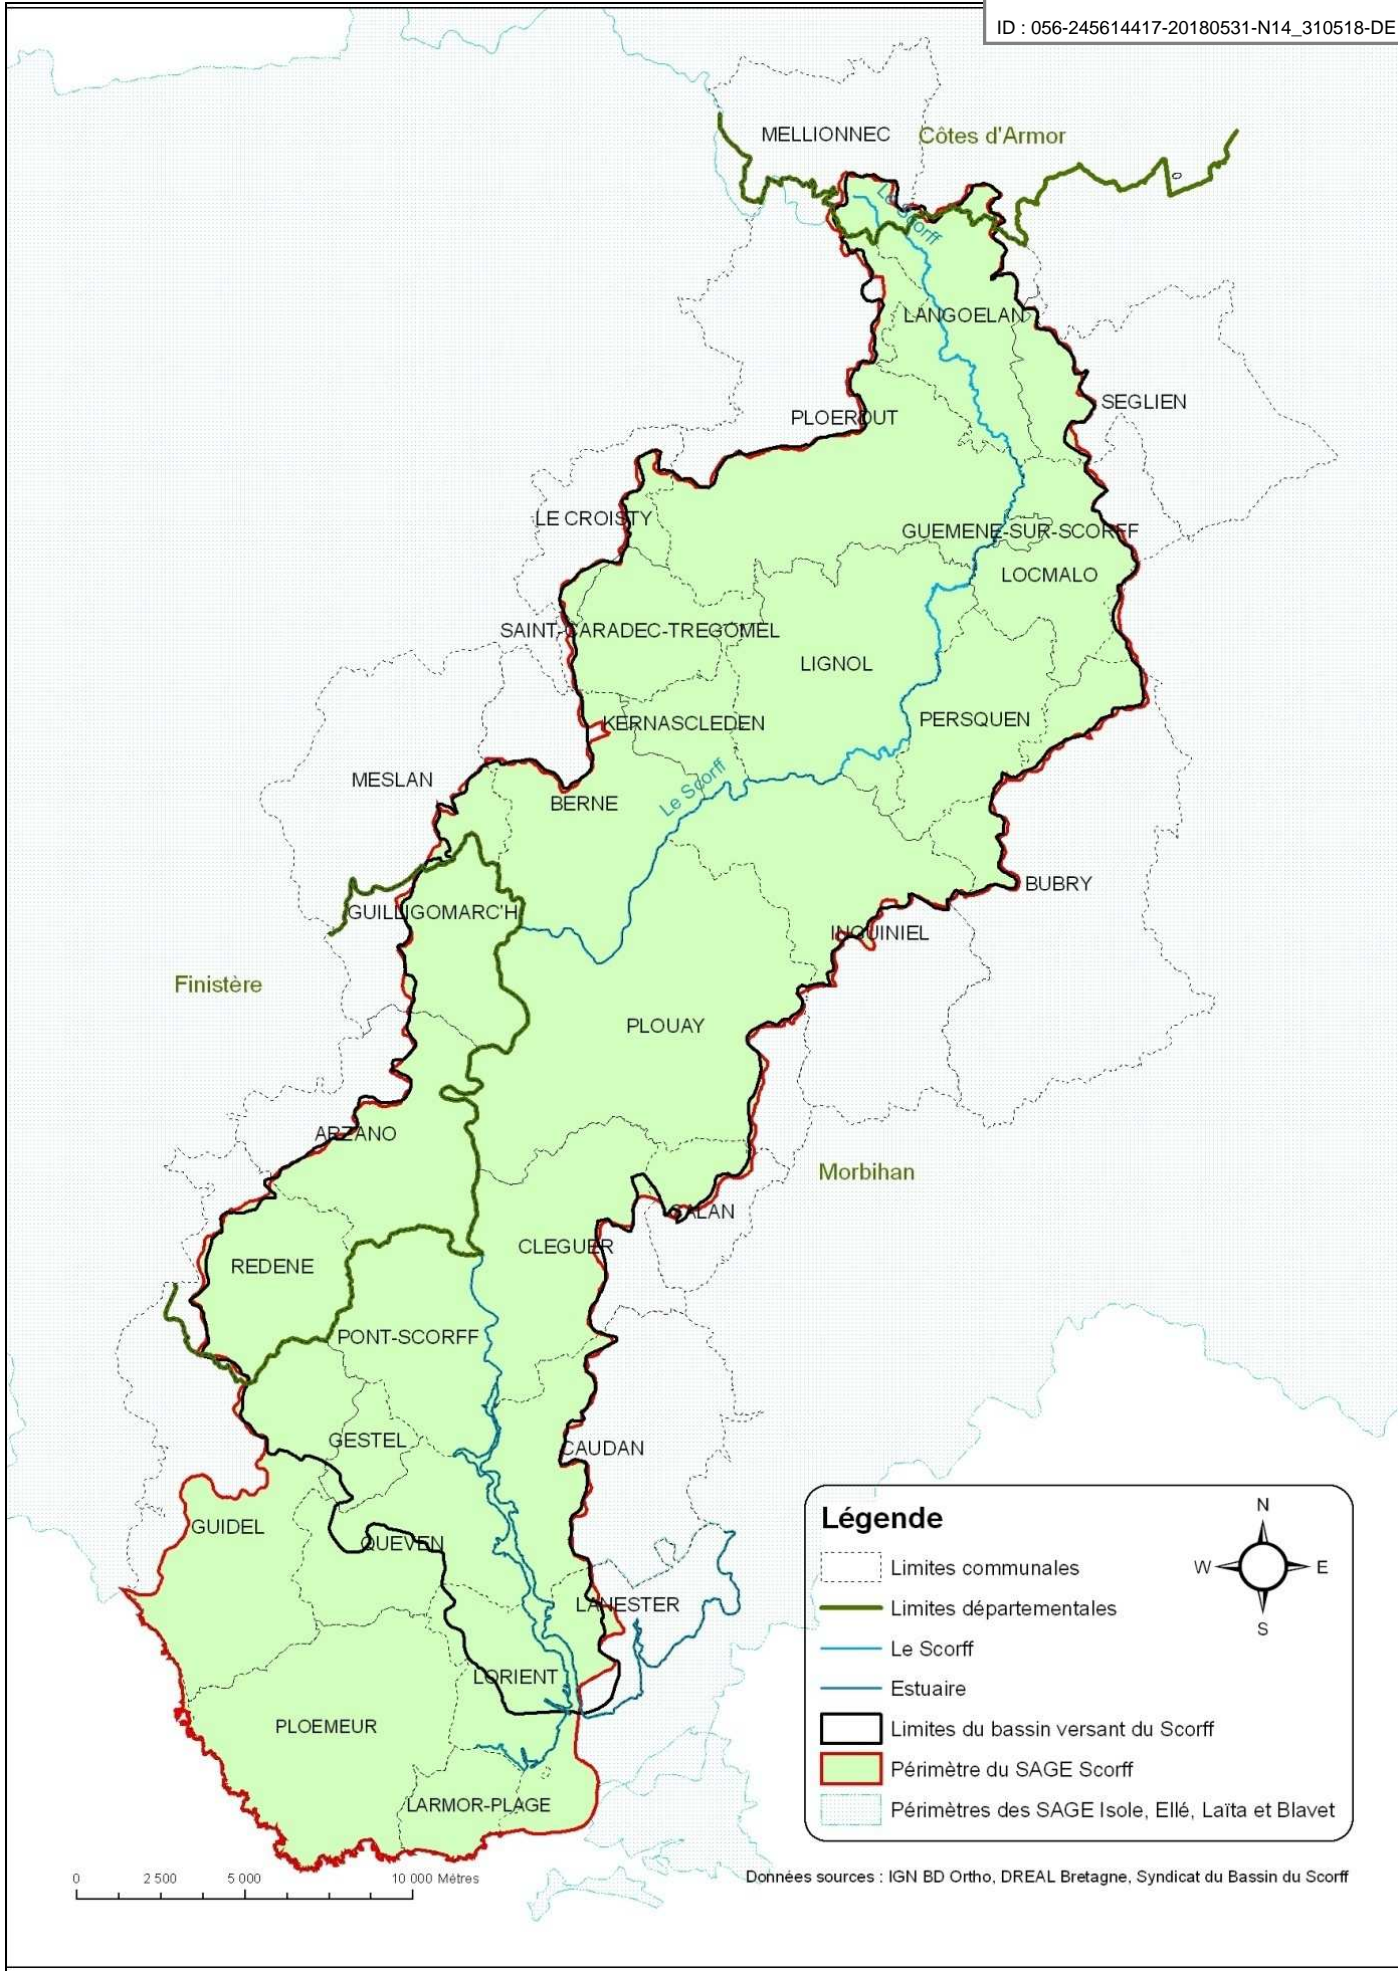 ID : 056-245614417-20180531-N14_310518-DE
MELLIONNEC
Côtes d'Armor
Le Scorff
LANGOELAN
SEGLIEN
PLOERDUT
LE CROISTY
GUEMENE-SUR-SCORFF
LOCMALO
SAINT-CARADEC-TREGOMEL
LIGNOL
PERSQUEN
KERNASCLEDEN
MESLAN
BERNE
Le Scorff
BUBRY
GUILLIGOMARC'H
INGUINIEL
Finistère
PLOUAY
ARZANO
Morbihan
CALAN
CLEGUER
REDENE
PONT-SCORFF
GESTEL
CAUDAN
GUIDEL
QUEVEN
LANESTER
LORIENT
PLOEMEUR
LARMOR-PLAGE
Légende
Limites communales
Limites départementales
Le Scorff
Estuaire
Limites du bassin versant du Scorff
Périmètre du SAGE Scorff
Périmètres des SAGE Isole, Ellé, Laïta et Blavet
N
W E
S
0 2 500 5 000 10 000 Mètres
Données sources : IGN BD Ortho, DREAL Bretagne, Syndicat du Bassin du Scorff